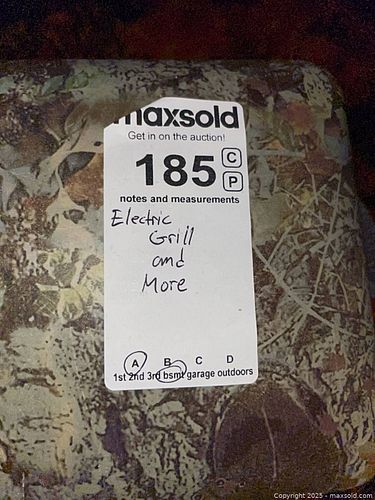 maxsold
Get in on the auction!
185 C
P
notes and measurements
Electric
Grill
and
More
A B C D
1st 2nd 3rd bsmt garage outdoors
Copyright 2025 - maxsold.com